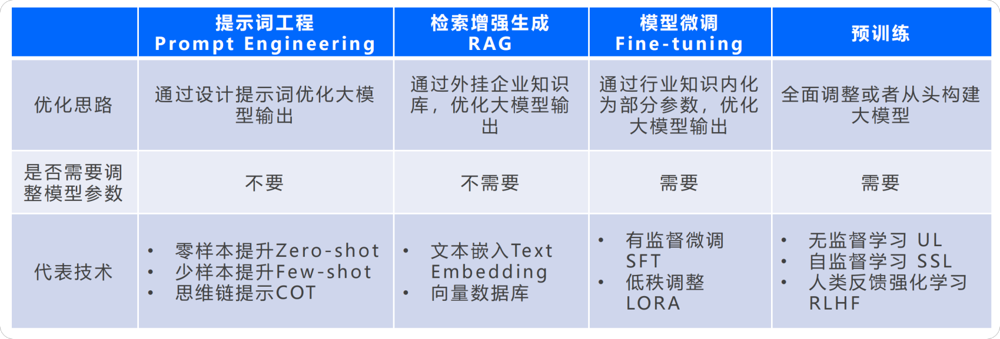 提示词工程
Prompt Engineering
检索增强生成
RAG
模型微调
Fine-tuning
预训练
优化思路
通过设计提示词优化大模
型输出
通过外挂企业知识
库，优化大模型输
出
通过行业知识内化
为部分参数，优化
大模型输出
全面调整或者从头构建
大模型
是否需要调
整模型参数
不要
不需要
需要
需要
代表技术
• 零样本提升Zero-shot
• 少样本提升Few-shot
• 思维链提示COT
• 文本嵌入Text
Embedding
• 向量数据库
• 有监督微调
SFT
• 低秩调整
LORA
• 无监督学习 UL
• 自监督学习 SSL
• 人类反馈强化学习
RLHF